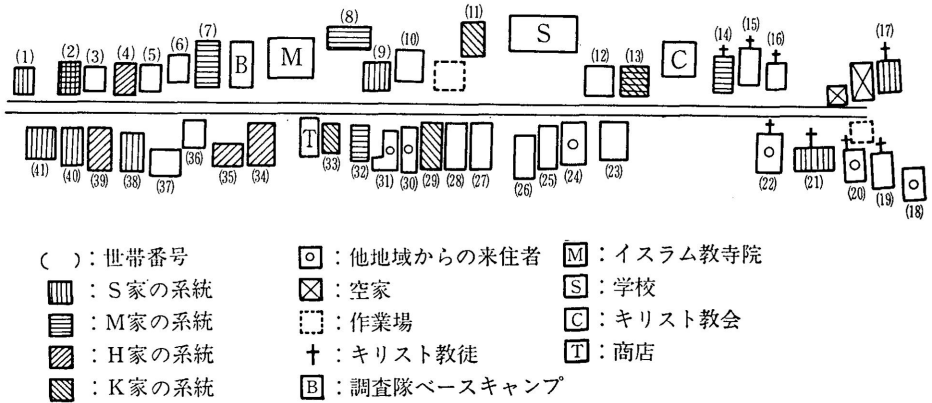 (1) (2) (3) (4) (5) (6) (7) B M (8) (9) (10) (11) S (12) (13) C (14) (15) (16) (17)
(41) (40) (39) (38) (37) (36) (35) (34) T (33) (32) (31) (30) (29) (28) (27) (26) (25) (24) (23) (22) (21) (20) (19) (18)
( ):世帯番号
:S家の系統
:M家の系統
:H家の系統
:K家の系統
:他地域からの来住者
:空家
:作業場
:キリスト教徒
B:調査隊ベースキャンプ
M:イスラム教寺院
S:学校
C:キリスト教会
T:商店